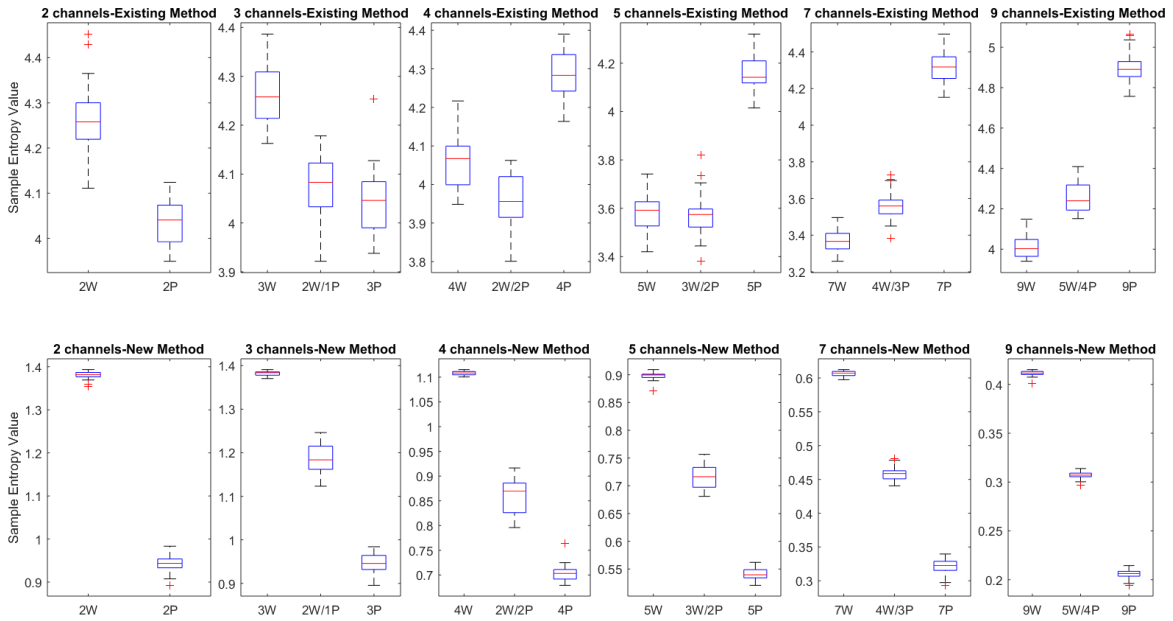 2 channels-Existing Method
3 channels-Existing Method
4 channels-Existing Method
5 channels-Existing Method
7 channels-Existing Method
9 channels-Existing Method
Sample Entropy Value
4.4
4.3
4.2
4.1
4
2W
2P
4.4
4.3
4.2
4.1
4
3.9
3W
2W/1P
3P
4.4
4.3
4.2
4.1
4
3.9
3.8
4W
2W/2P
4P
4.2
4
3.8
3.6
3.4
5W
3W/2P
5P
4.4
4.2
4
3.8
3.6
3.4
3.2
7W
4W/3P
7P
5
4.8
4.6
4.4
4.2
4
9W
5W/4P
9P
2 channels-New Method
3 channels-New Method
4 channels-New Method
5 channels-New Method
7 channels-New Method
9 channels-New Method
Sample Entropy Value
1.4
1.3
1.2
1.1
1
0.9
2W
2P
1.4
1.3
1.2
1.1
1
0.9
3W
2W/1P
3P
1.1
1.05
1
0.95
0.9
0.85
0.8
0.75
0.7
4W
2W/2P
4P
0.9
0.85
0.8
0.75
0.7
0.65
0.6
0.55
5W
3W/2P
5P
0.6
0.55
0.5
0.45
0.4
0.35
0.3
7W
4W/3P
7P
0.4
0.35
0.3
0.25
0.2
9W
5W/4P
9P